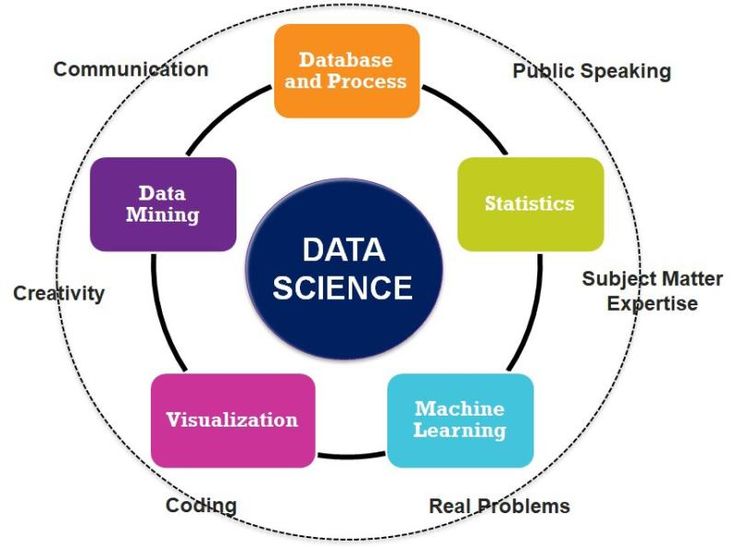 Communication
Database
and Process
Public Speaking
Data
Mining
Statistics
DATA
SCIENCE
Creativity
Subject Matter
Expertise
Visualization
Machine
Learning
Coding
Real Problems